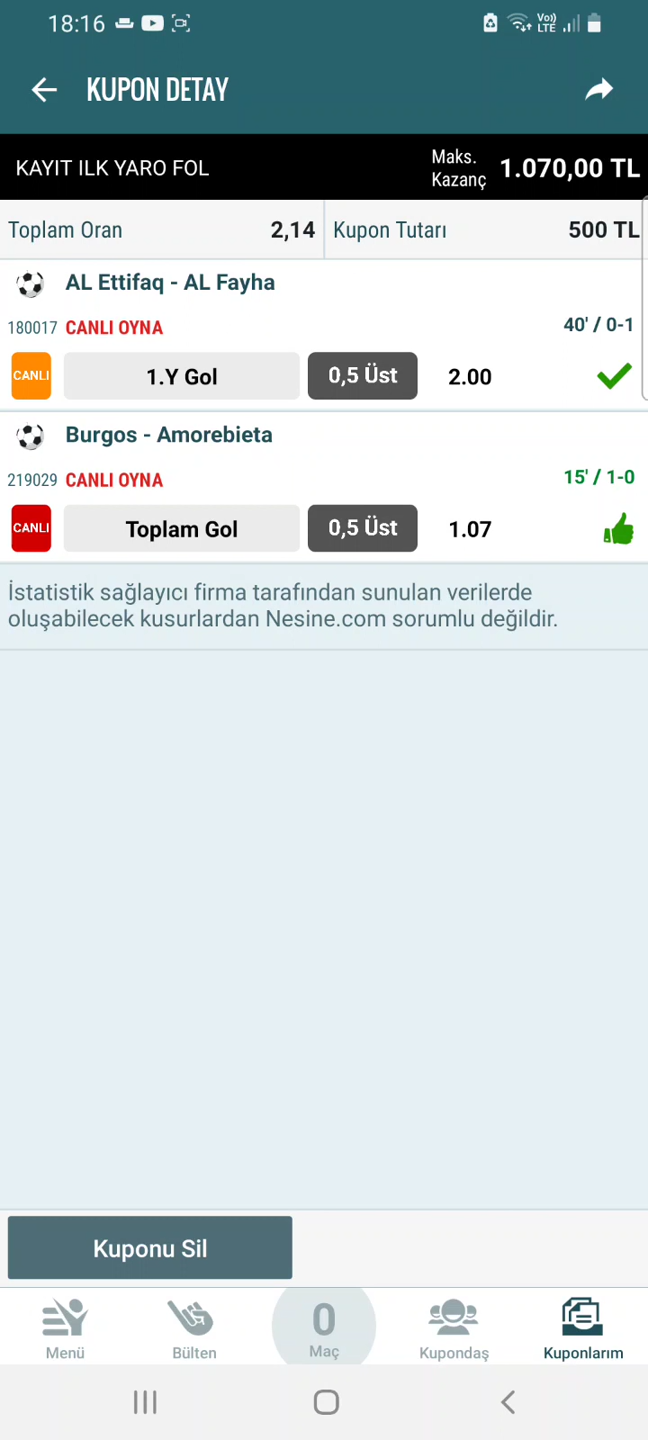 18:16
Vo))
LTE
KUPON DETAY
KAYIT ILK YARO FOL
Maks.
Kazanç
1.070,00 TL
Toplam Oran
2,14
Kupon Tutarı
500 TL
AL Ettifaq - AL Fayha
180017 CANLI OYNA
40' / 0-1
CANLI
1.Y Gol
0,5 Üst
2.00
Burgos - Amorebieta
219029 CANLI OYNA
15' / 1-0
CANLI
Toplam Gol
0,5 Üst
1.07
İstatistik sağlayıcı firma tarafından sunulan verilerde
oluşabilecek kusurlardan Nesine.com sorumlu değildir.
Kuponu Sil
Menü
Bülten
0
Maç
Kupondaş
Kuponlarım